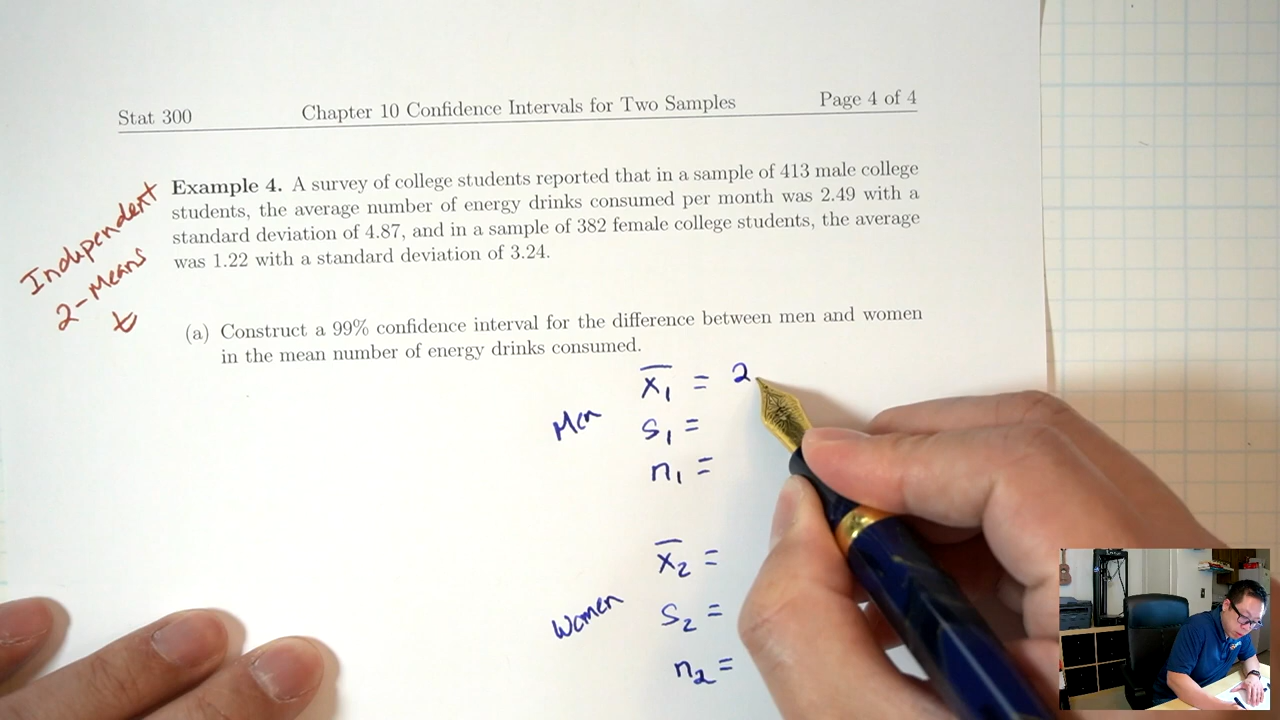 Stat 300 Chapter 10 Confidence Intervals for Two Samples Page 4 of 4
Independent
2-Means
t
Example 4. A survey of college students reported that in a sample of 413 male college
students, the average number of energy drinks consumed per month was 2.49 with a
standard deviation of 4.87, and in a sample of 382 female college students, the average
was 1.22 with a standard deviation of 3.24.
(a) Construct a 99% confidence interval for the difference between men and women
in the mean number of energy drinks consumed.
Men
x̄₁ = 2.
s₁ =
n₁ =
Women
x̄₂ =
s₂ =
n₂ =